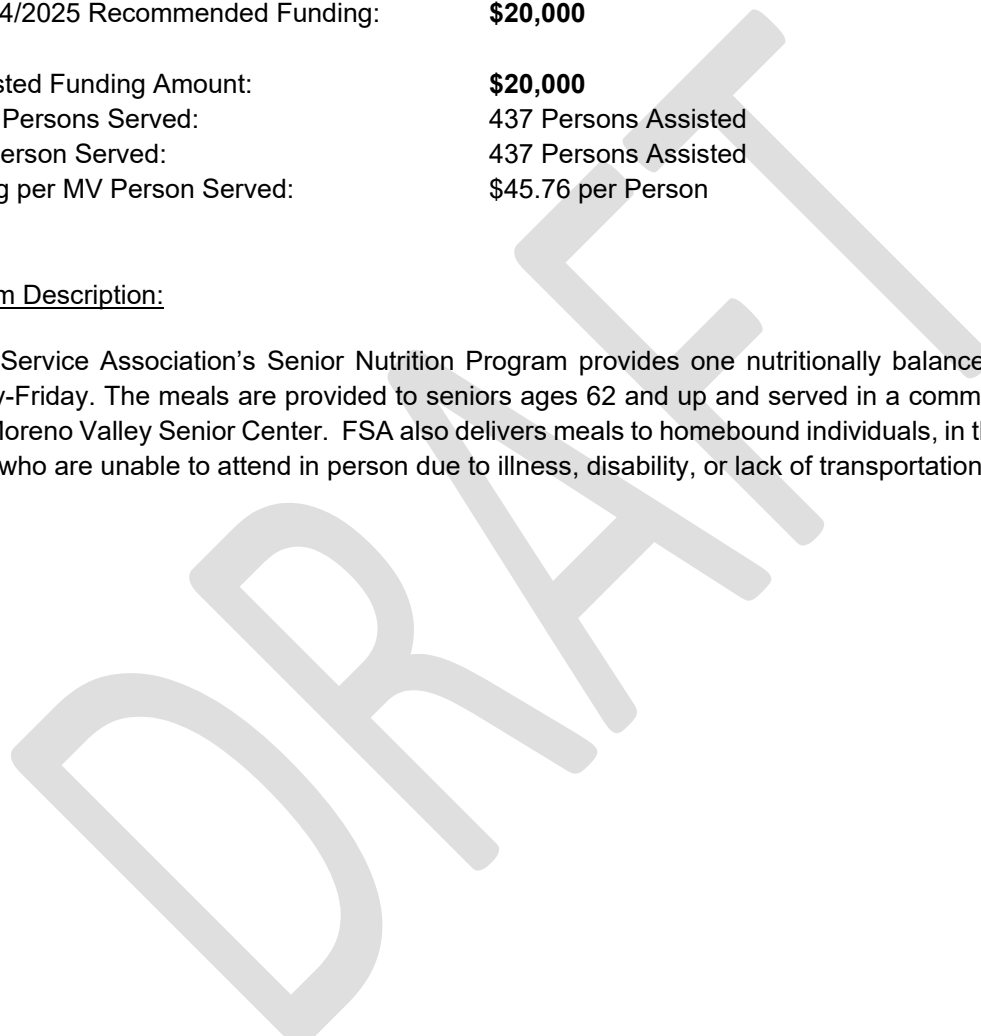 4/2025 Recommended Funding: $20,000
sted Funding Amount: $20,000
Persons Served: 437 Persons Assisted
erson Served: 437 Persons Assisted
g per MV Person Served: $45.76 per Person
m Description:
Service Association’s Senior Nutrition Program provides one nutritionally balance
y-Friday. The meals are provided to seniors ages 62 and up and served in a comm
Moreno Valley Senior Center. FSA also delivers meals to homebound individuals, in th
who are unable to attend in person due to illness, disability, or lack of transportation
DRAFT